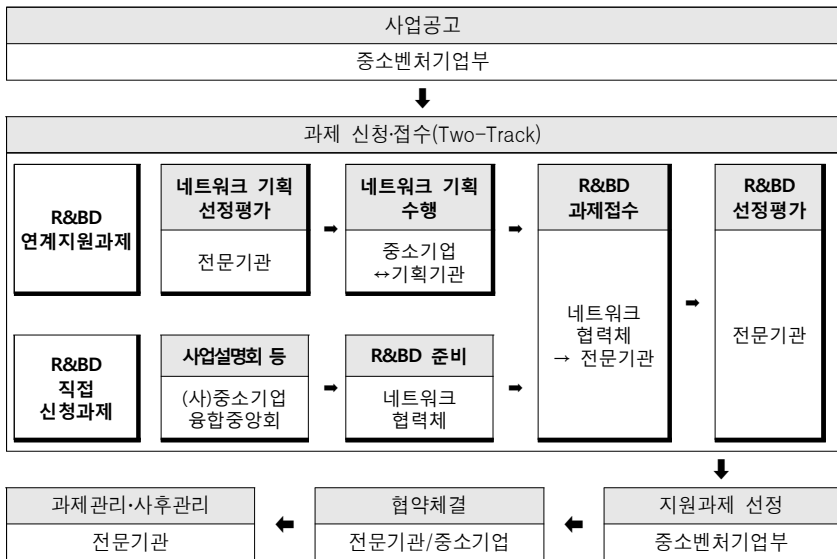 사업공고
중소벤처기업부
⬇
과제 신청·접수(Two-Track)
R&BD
연계지원과제
네트워크 기획
선정평가
전문기관
➡
네트워크 기획
수행
중소기업
↔기획기관
➡
R&BD
직접
신청과제
사업설명회 등
(사)중소기업
융합중앙회
➡
R&BD 준비
네트워크
협력체
➡
R&BD
과제접수
네트워크
협력체
→ 전문기관
➡
R&BD
선정평가
전문기관
⬇
지원과제 선정
중소벤처기업부
⬅
협약체결
전문기관/중소기업
⬅
과제관리·사후관리
전문기관